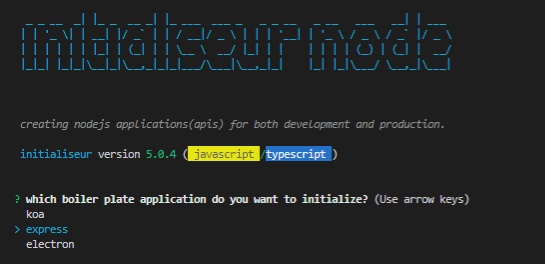 initialiseur node
creating nodejs applications(apis) for both development and production.
initialiseur version 5.0.4 ( javascript /typescript )
? which boiler plate application do you want to initialize? (Use arrow keys)
koa
> express
electron